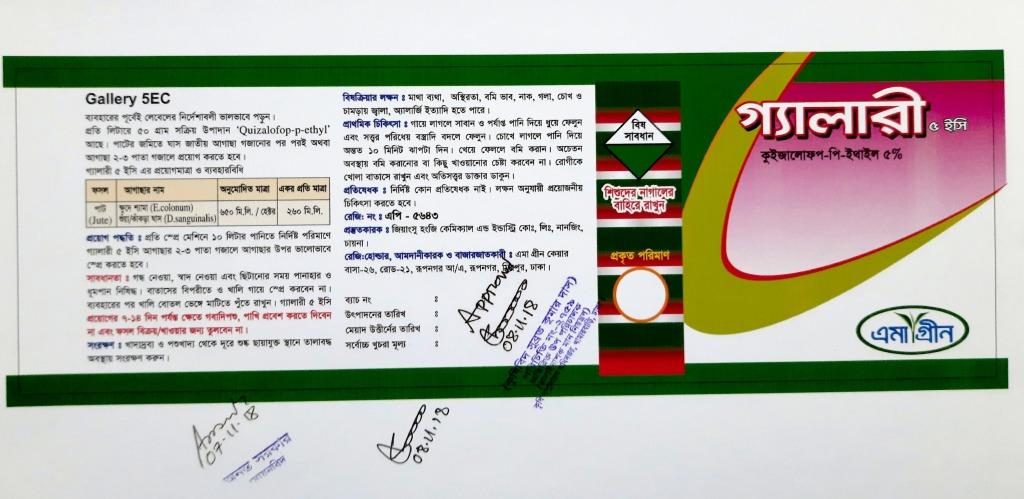 Gallery 5EC
ব্যবহারের পূর্বেই লেবেলের নির্দেশাবলী ভালভাবে পড়ুন।
প্রতি লিটারে ৫০ গ্রাম সক্রিয় উপাদান 'Quizalofop-p-ethyl'
আছে। পাটের জমিতে ঘাস জাতীয় আগাছা গজানোর পর পরই অথবা
আগাছা ২-৩ পাতা গজালে প্রয়োগ করতে হবে।
গ্যালারী ৫ ইসি এর প্রয়োগমাত্রা ও ব্যবহারবিধি
ফসল আগাছার নাম অনুমোদিত মাত্রা একর প্রতি মাত্রা
পাট (Jute) ক্ষুদে শ্যামা (E.colonum) ৬৫০ মি.লি. / হেক্টর ২৬০ মি.লি.
কাঁকড়া ঘাস (D.sanguinalis)
প্রয়োগ পদ্ধতি : প্রতি স্প্রে মেশিনে ১০ লিটার পানিতে নির্দিষ্ট পরিমাণে
গ্যালারী ৫ ইসি আগাছার ২-৩ পাতা গজালে আগাছার উপর ভালোভাবে
স্প্রে করতে হবে।
সাবধানতা : গন্ধ নেওয়া, স্বাদ নেওয়া এবং ছিটানোর সময় পানাহার ও
ধূমপান নিষিদ্ধ। বাতাসের বিপরীতে ও খালি গায়ে স্প্রে করবেন না।
ব্যবহারের পর খালি বোতল ভেঙ্গে মাটিতে পুঁতে রাখুন। গ্যালারী ৫ ইসি
প্রয়োগের ৭-১৪ দিন পর্যন্ত ক্ষেতে গবাদিপশু, পাখি প্রবেশ করতে দিবেন
না এবং ফসল বিক্রয়/খাওয়ার জন্য তুলবেন না।
সংরক্ষণ : খাদ্যদ্রব্য ও পশুখাদ্য থেকে দূরে শুষ্ক ছায়াযুক্ত স্থানে তালাবদ্ধ
অবস্থায় সংরক্ষণ করুন।
বিষক্রিয়ার লক্ষন : মাথা ব্যথা, অস্থিরতা, বমি ভাব, নাক, গলা, চোখ ও
চামড়ায় জ্বালা, অ্যালার্জি ইত্যাদি হতে পারে।
প্রাথমিক চিকিৎসা : গায়ে লাগলে সাবান ও পর্যাপ্ত পানি দিয়ে ধুয়ে ফেলুন
এবং সত্ত্বর পরিধেয় বস্ত্রাদি বদলে ফেলুন। চোখে লাগলে পানি দিয়ে
অন্তত ১০ মিনিট ঝাপটা দিন। খেয়ে ফেললে বমি করান। অচেতন
অবস্থায় বমি করানোর বা কিছু খাওয়ানোর চেষ্টা করবেন না। রোগীকে
খোলা বাতাসে রাখুন এবং অতিসত্ত্বর ডাক্তার ডাকুন।
প্রতিষেধক : নির্দিষ্ট কোন প্রতিষেধক নাই। লক্ষন অনুযায়ী প্রয়োজনীয়
চিকিৎসা করতে হবে।
রেজি: নং : এপি - ৫৬৪৩
প্রস্তুতকারক : জিয়াংসু ইংজি কেমিক্যাল এন্ড ইন্ডাস্ট্রি কোঃ, লিঃ, নানজিং,
চায়না।
রেজি:হোল্ডার, আমদানীকারক ও বাজারজাতকারী : এমা গ্রীন কেয়ার
বাসা-২৬, রোড-২১, রূপনগর আ/এ, রূপনগর, ঢাকা।
ব্যাচ নং :
উৎপাদনের তারিখ :
মেয়াদ উত্তীর্নের তারিখ :
সর্বোচ্চ খুচরা মূল্য :
Approved
08.11.18
বিষ
সাবধান
শিশুদের নাগালের
বাহিরে রাখুন
প্রকৃত পরিমাণ
গ্যালারী ৫ ইসি
কুইজালোফপ-পি-ইথাইল ৫%
এমা গ্রীন
07-11-18
08.11.18